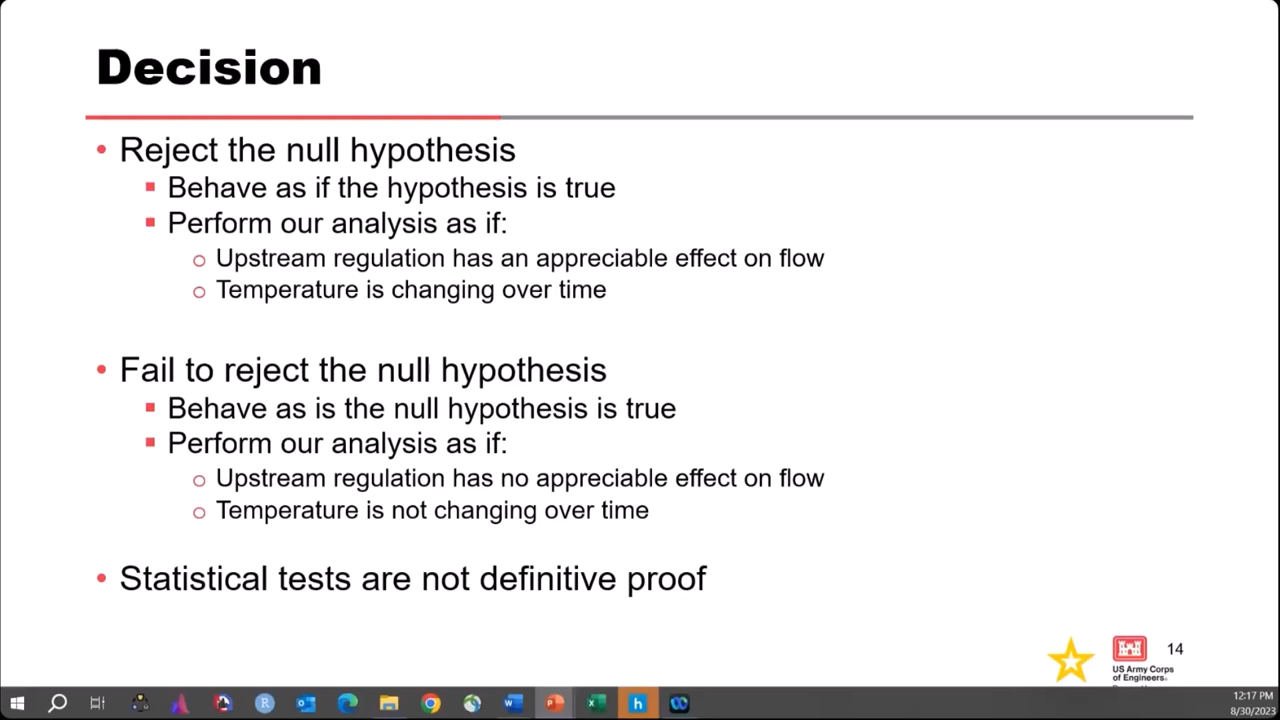 Decision
• Reject the null hypothesis
▪ Behave as if the hypothesis is true
▪ Perform our analysis as if:
o Upstream regulation has an appreciable effect on flow
o Temperature is changing over time
• Fail to reject the null hypothesis
▪ Behave as is the null hypothesis is true
▪ Perform our analysis as if:
o Upstream regulation has no appreciable effect on flow
o Temperature is not changing over time
• Statistical tests are not definitive proof
14
US Army Corps
of Engineers®
12:17 PM
8/30/2023